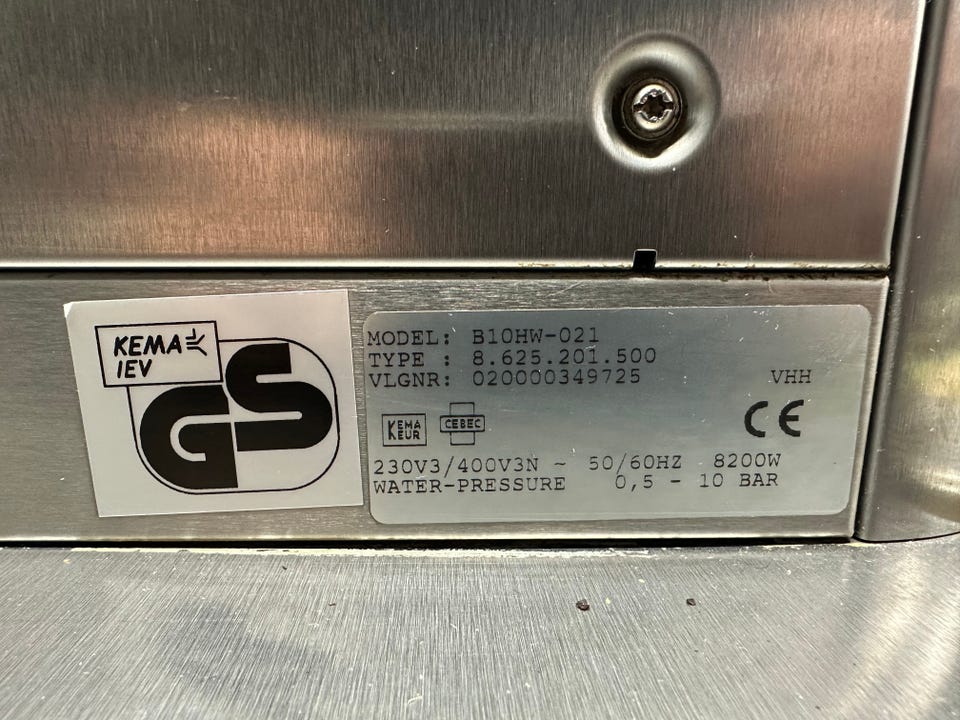 KEMA
IEV
GS
MODEL: B10HW-021
TYPE : 8.625.201.500
VLGNR: 020000349725 VHH
KEMA
KEUR
CEBEC
CE
230V3/400V3N ~ 50/60HZ 8200W
WATER-PRESSURE 0,5 - 10 BAR